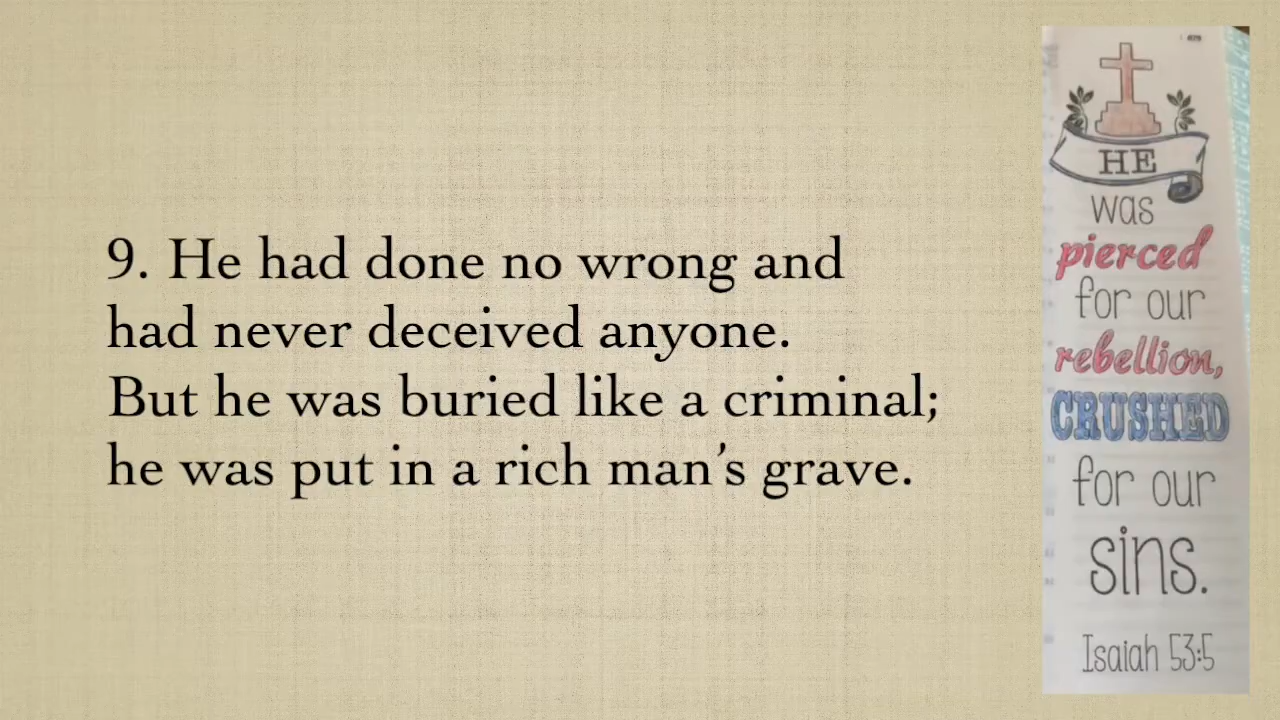 9. He had done no wrong and
had never deceived anyone.
But he was buried like a criminal;
he was put in a rich man’s grave.
HE
was
pierced
for our
rebellion,
CRUSHED
for our
sins.
Isaiah 53:5